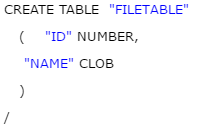 CREATE TABLE "FILETABLE"
( "ID" NUMBER,
"NAME" CLOB
)
/